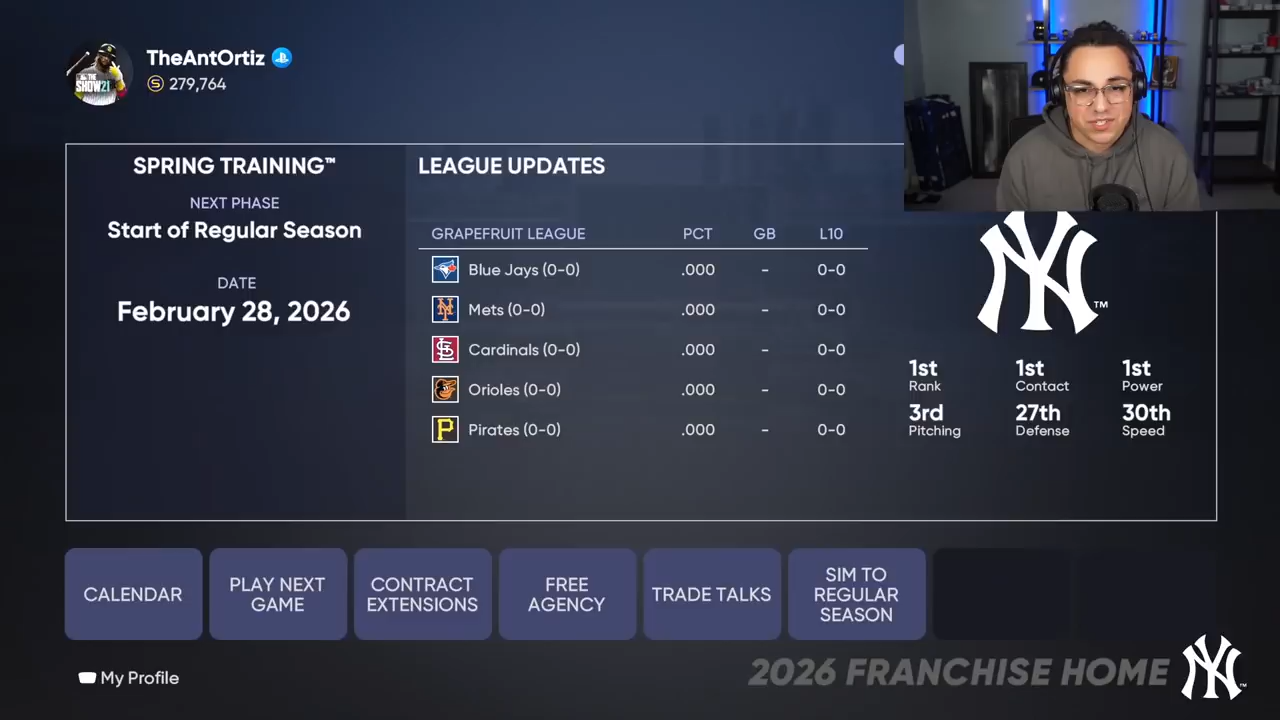 TheAntOrtiz
S 279,764
THE SHOW21
SPRING TRAINING™
NEXT PHASE
Start of Regular Season
DATE
February 28, 2026
LEAGUE UPDATES
GRAPEFRUIT LEAGUE PCT GB L10
Blue Jays (0-0) .000 - 0-0
Mets (0-0) .000 - 0-0
Cardinals (0-0) .000 - 0-0
Orioles (0-0) .000 - 0-0
Pirates (0-0) .000 - 0-0
NY™
1st 1st 1st
Rank Contact Power
3rd 27th 30th
Pitching Defense Speed
CALENDAR
PLAY NEXT
GAME
CONTRACT
EXTENSIONS
FREE
AGENCY
TRADE TALKS
SIM TO
REGULAR
SEASON
My Profile
2026 FRANCHISE HOME
NY™